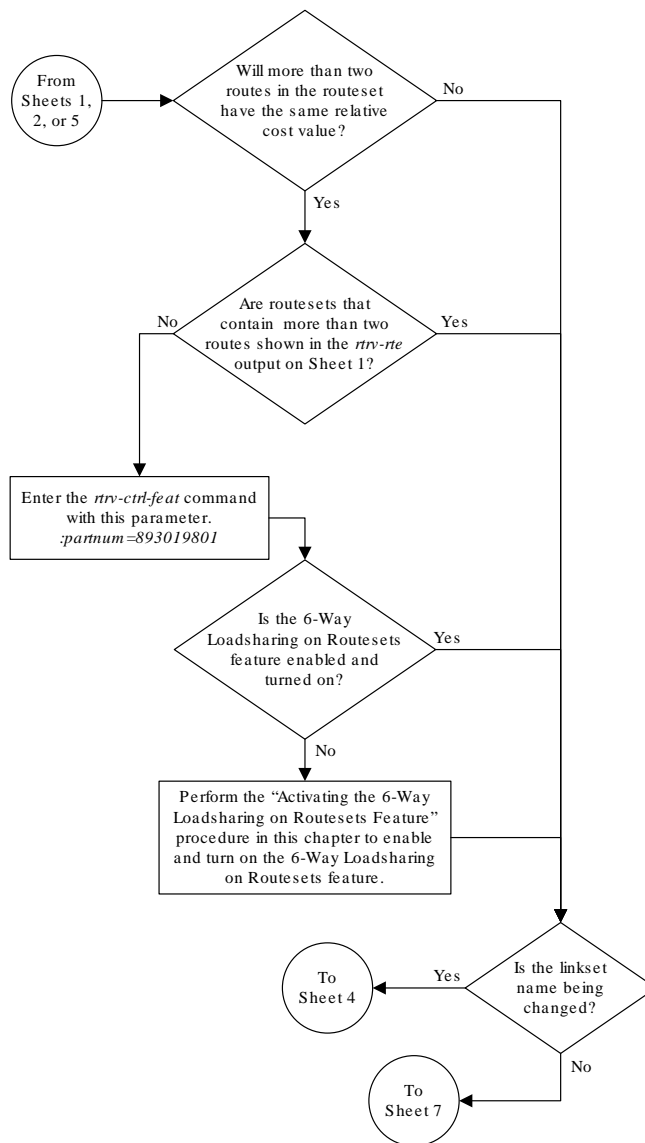 From
Sheets 1,
2, or 5
Will more than two
routes in the routeset
have the same relative
cost value?
No
Yes
Are routesets that
contain more than two
routes shown in the rtrv-rte
output on Sheet 1?
No
Yes
Enter the rtrv-ctrl-feat command
with this parameter.
:partnum=893019801
Is the 6-Way
Loadsharing on Routesets
feature enabled and
turned on?
Yes
No
Perform the “Activating the 6-Way
Loadsharing on Routesets Feature”
procedure in this chapter to enable
and turn on the 6-Way Loadsharing
on Routesets feature.
Is the linkset
name being
changed?
Yes
To
Sheet 4
No
To
Sheet 7